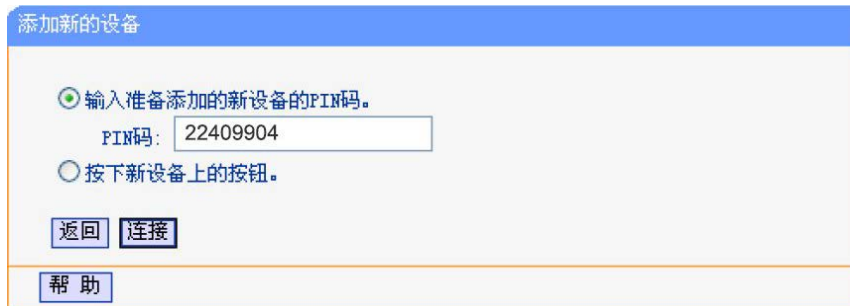 添加新的设备
输入准备添加的新设备的PIN码。
PIN码: 22409904
按下新设备上的按钮。
返回 连接
帮 助